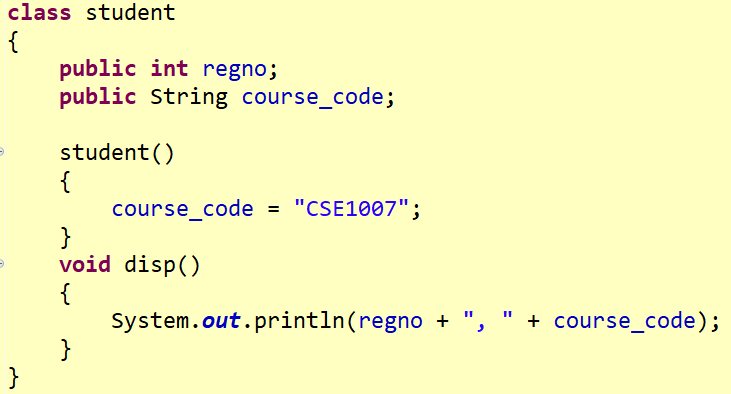 class student
{
    public int regno;
    public String course_code;

    student()
    {
        course_code = "CSE1007";
    }
    void disp()
    {
        System.out.println(regno + ", " + course_code);
    }
}